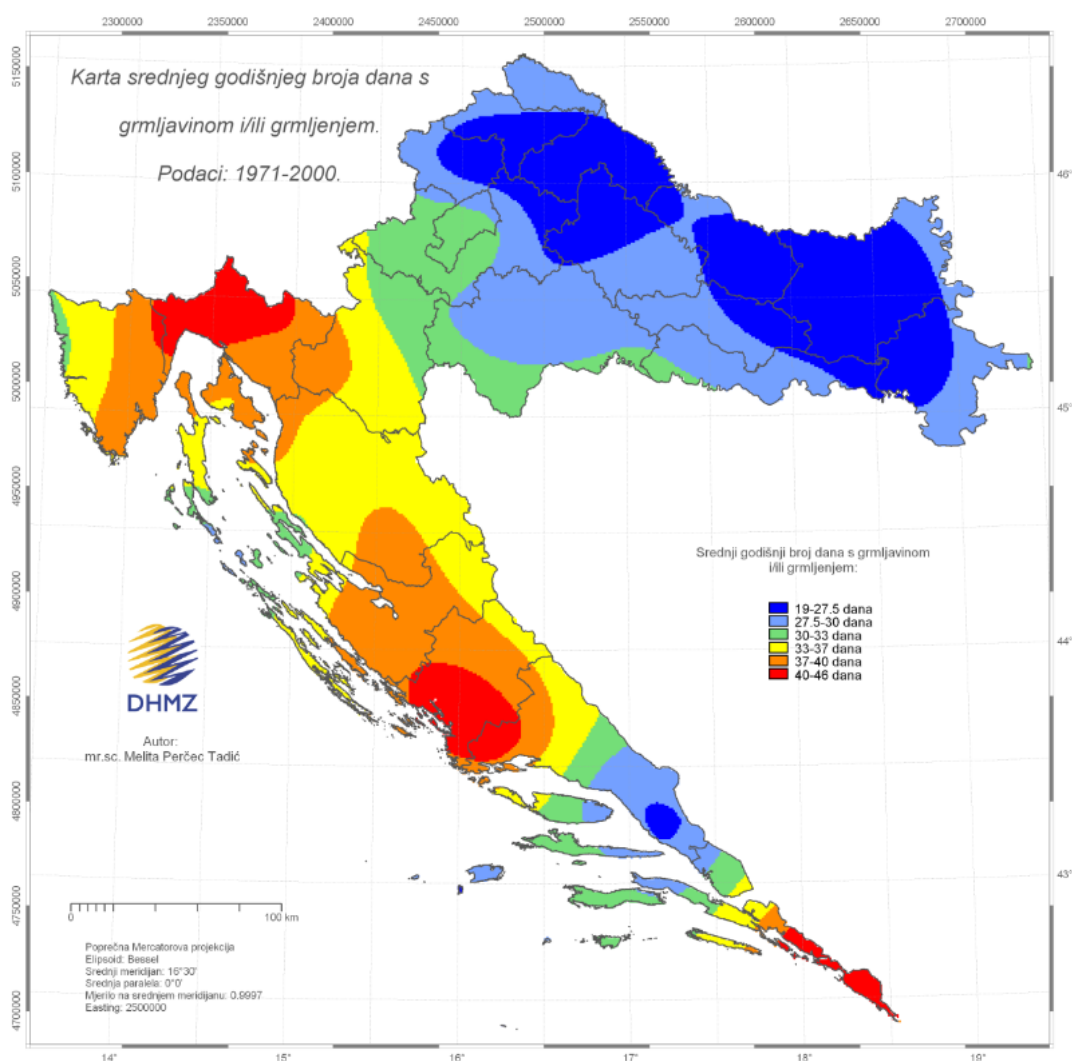 2300000 2350000 2400000 2450000 2500000 2550000 2600000 2650000 2700000
Karta srednjeg godišnjeg broja dana s
grmljavinom i/ili grmljenjem.
Podaci: 1971-2000.
5150000
5100000
5050000
5000000
4950000
4900000
4850000
4800000
4750000
4700000
46°
45°
44°
43°
Srednji godišnji broj dana s grmljavinom
i/ili grmljenjem:
19-27.5 dana
27.5-30 dana
30-33 dana
33-37 dana
37-40 dana
40-46 dana
DHMZ
Autor:
mr.sc. Melita Perčec Tadić
0 100 km
Poprečna Mercatorova projekcija
Elipsoid: Bessel
Srednji meridijan: 16°30'
Srednja paralela: 0°0'
Mjerilo na srednjem meridijanu: 0.9997
Easting: 2500000
14° 15° 16° 17° 18° 19°